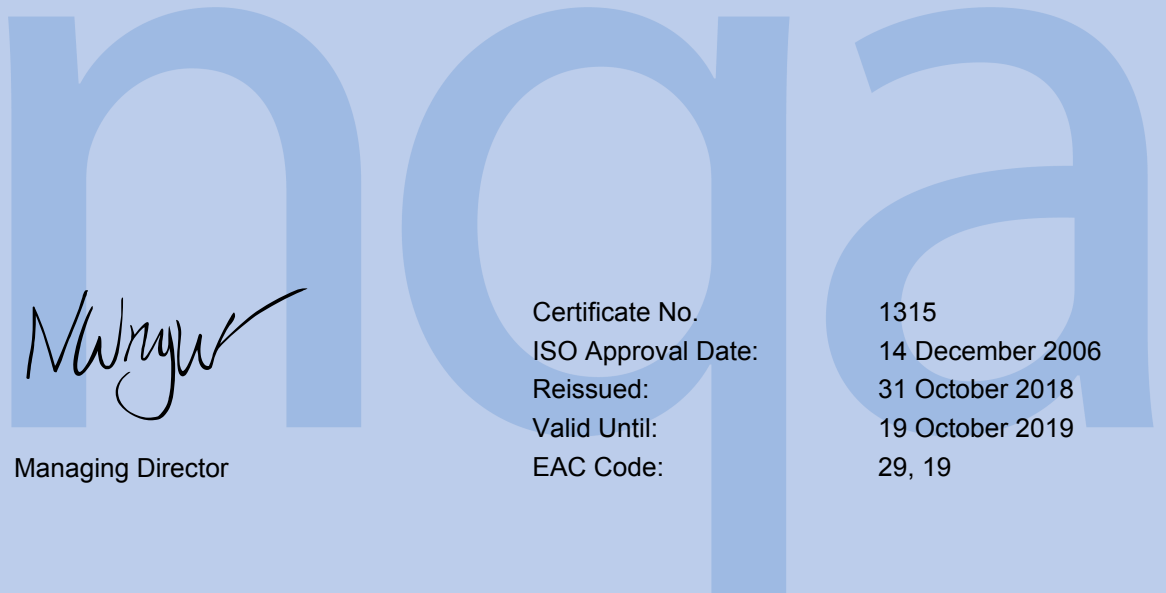 nqa
Certificate No. 1315
ISO Approval Date: 14 December 2006
Reissued: 31 October 2018
Valid Until: 19 October 2019
Managing Director
EAC Code: 29, 19